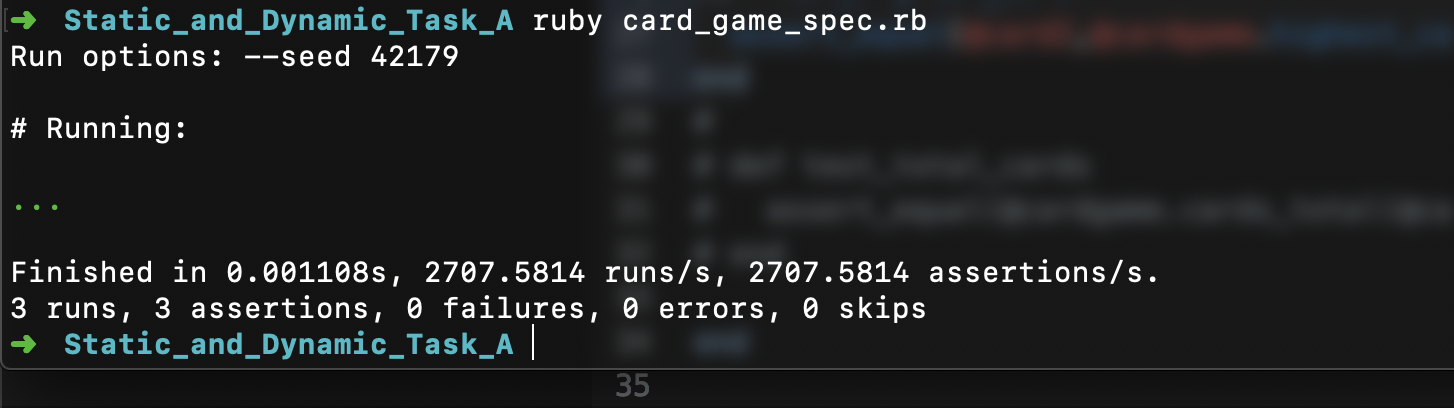 ➜ Static_and_Dynamic_Task_A ruby card_game_spec.rb
Run options: --seed 42179
# Running:
...
Finished in 0.001108s, 2707.5814 runs/s, 2707.5814 assertions/s.
3 runs, 3 assertions, 0 failures, 0 errors, 0 skips
➜ Static_and_Dynamic_Task_A
35